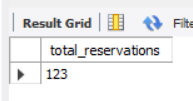 Result Grid Filte
total_reservations
123